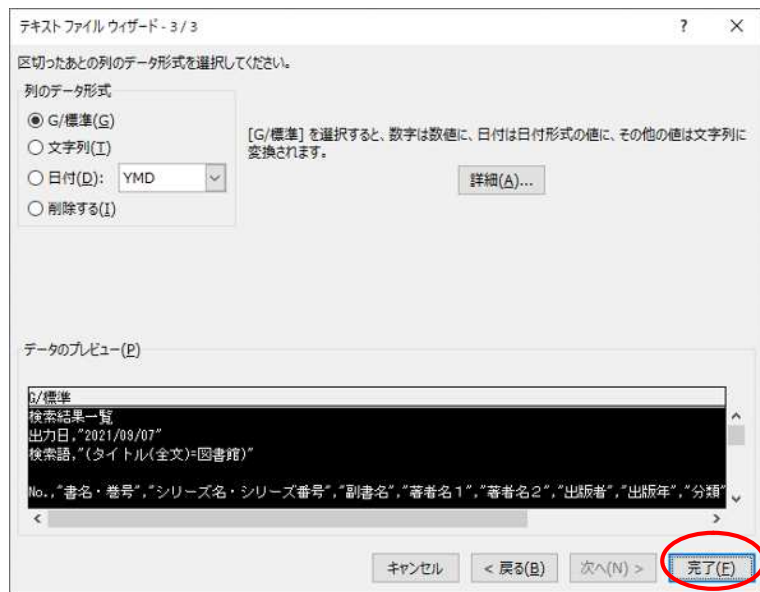 テキスト ファイル ウィザード - 3 / 3
区切ったあとの列のデータ形式を選択してください。
列のデータ形式
G/標準(G)
文字列(T)
日付(D): YMD
削除する(I)
[G/標準] を選択すると、数字は数値に、日付は日付形式の値に、その他の値は文字列に
変換されます。
詳細(A)...
データのプレビュー(P)
G/標準
検索結果一覧
出力日,"2021/09/07"
検索語,"(タイトル(全文)=図書館)"
No.,"書名・巻号","シリーズ名・シリーズ番号","副書名","著者名1","著者名2","出版者","出版年","分類"
キャンセル
< 戻る(B)
次へ(N) >
完了(F)